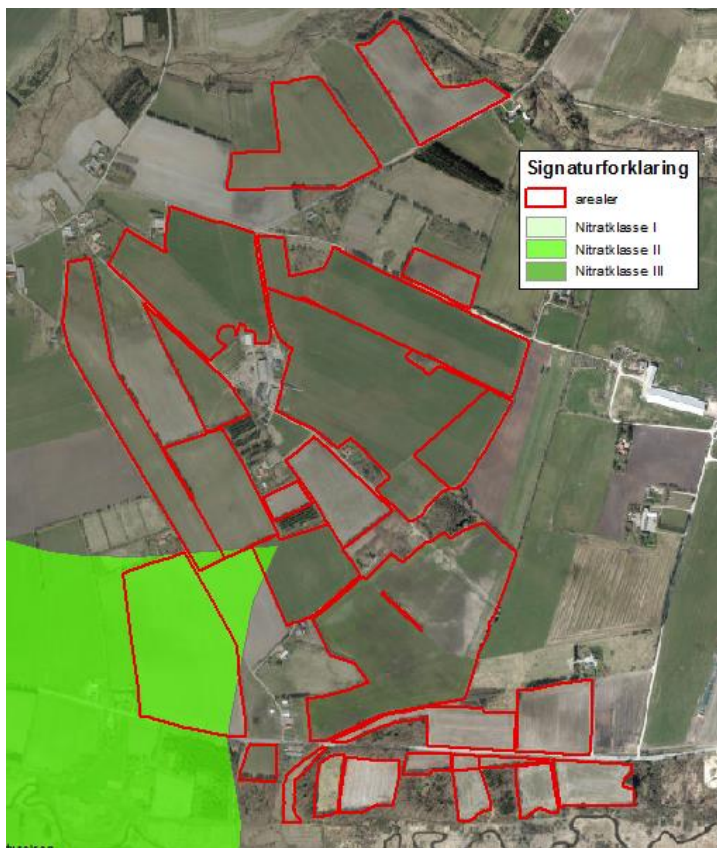 Signaturforklaring
arealer
Nitratklasse I
Nitratklasse II
Nitratklasse III